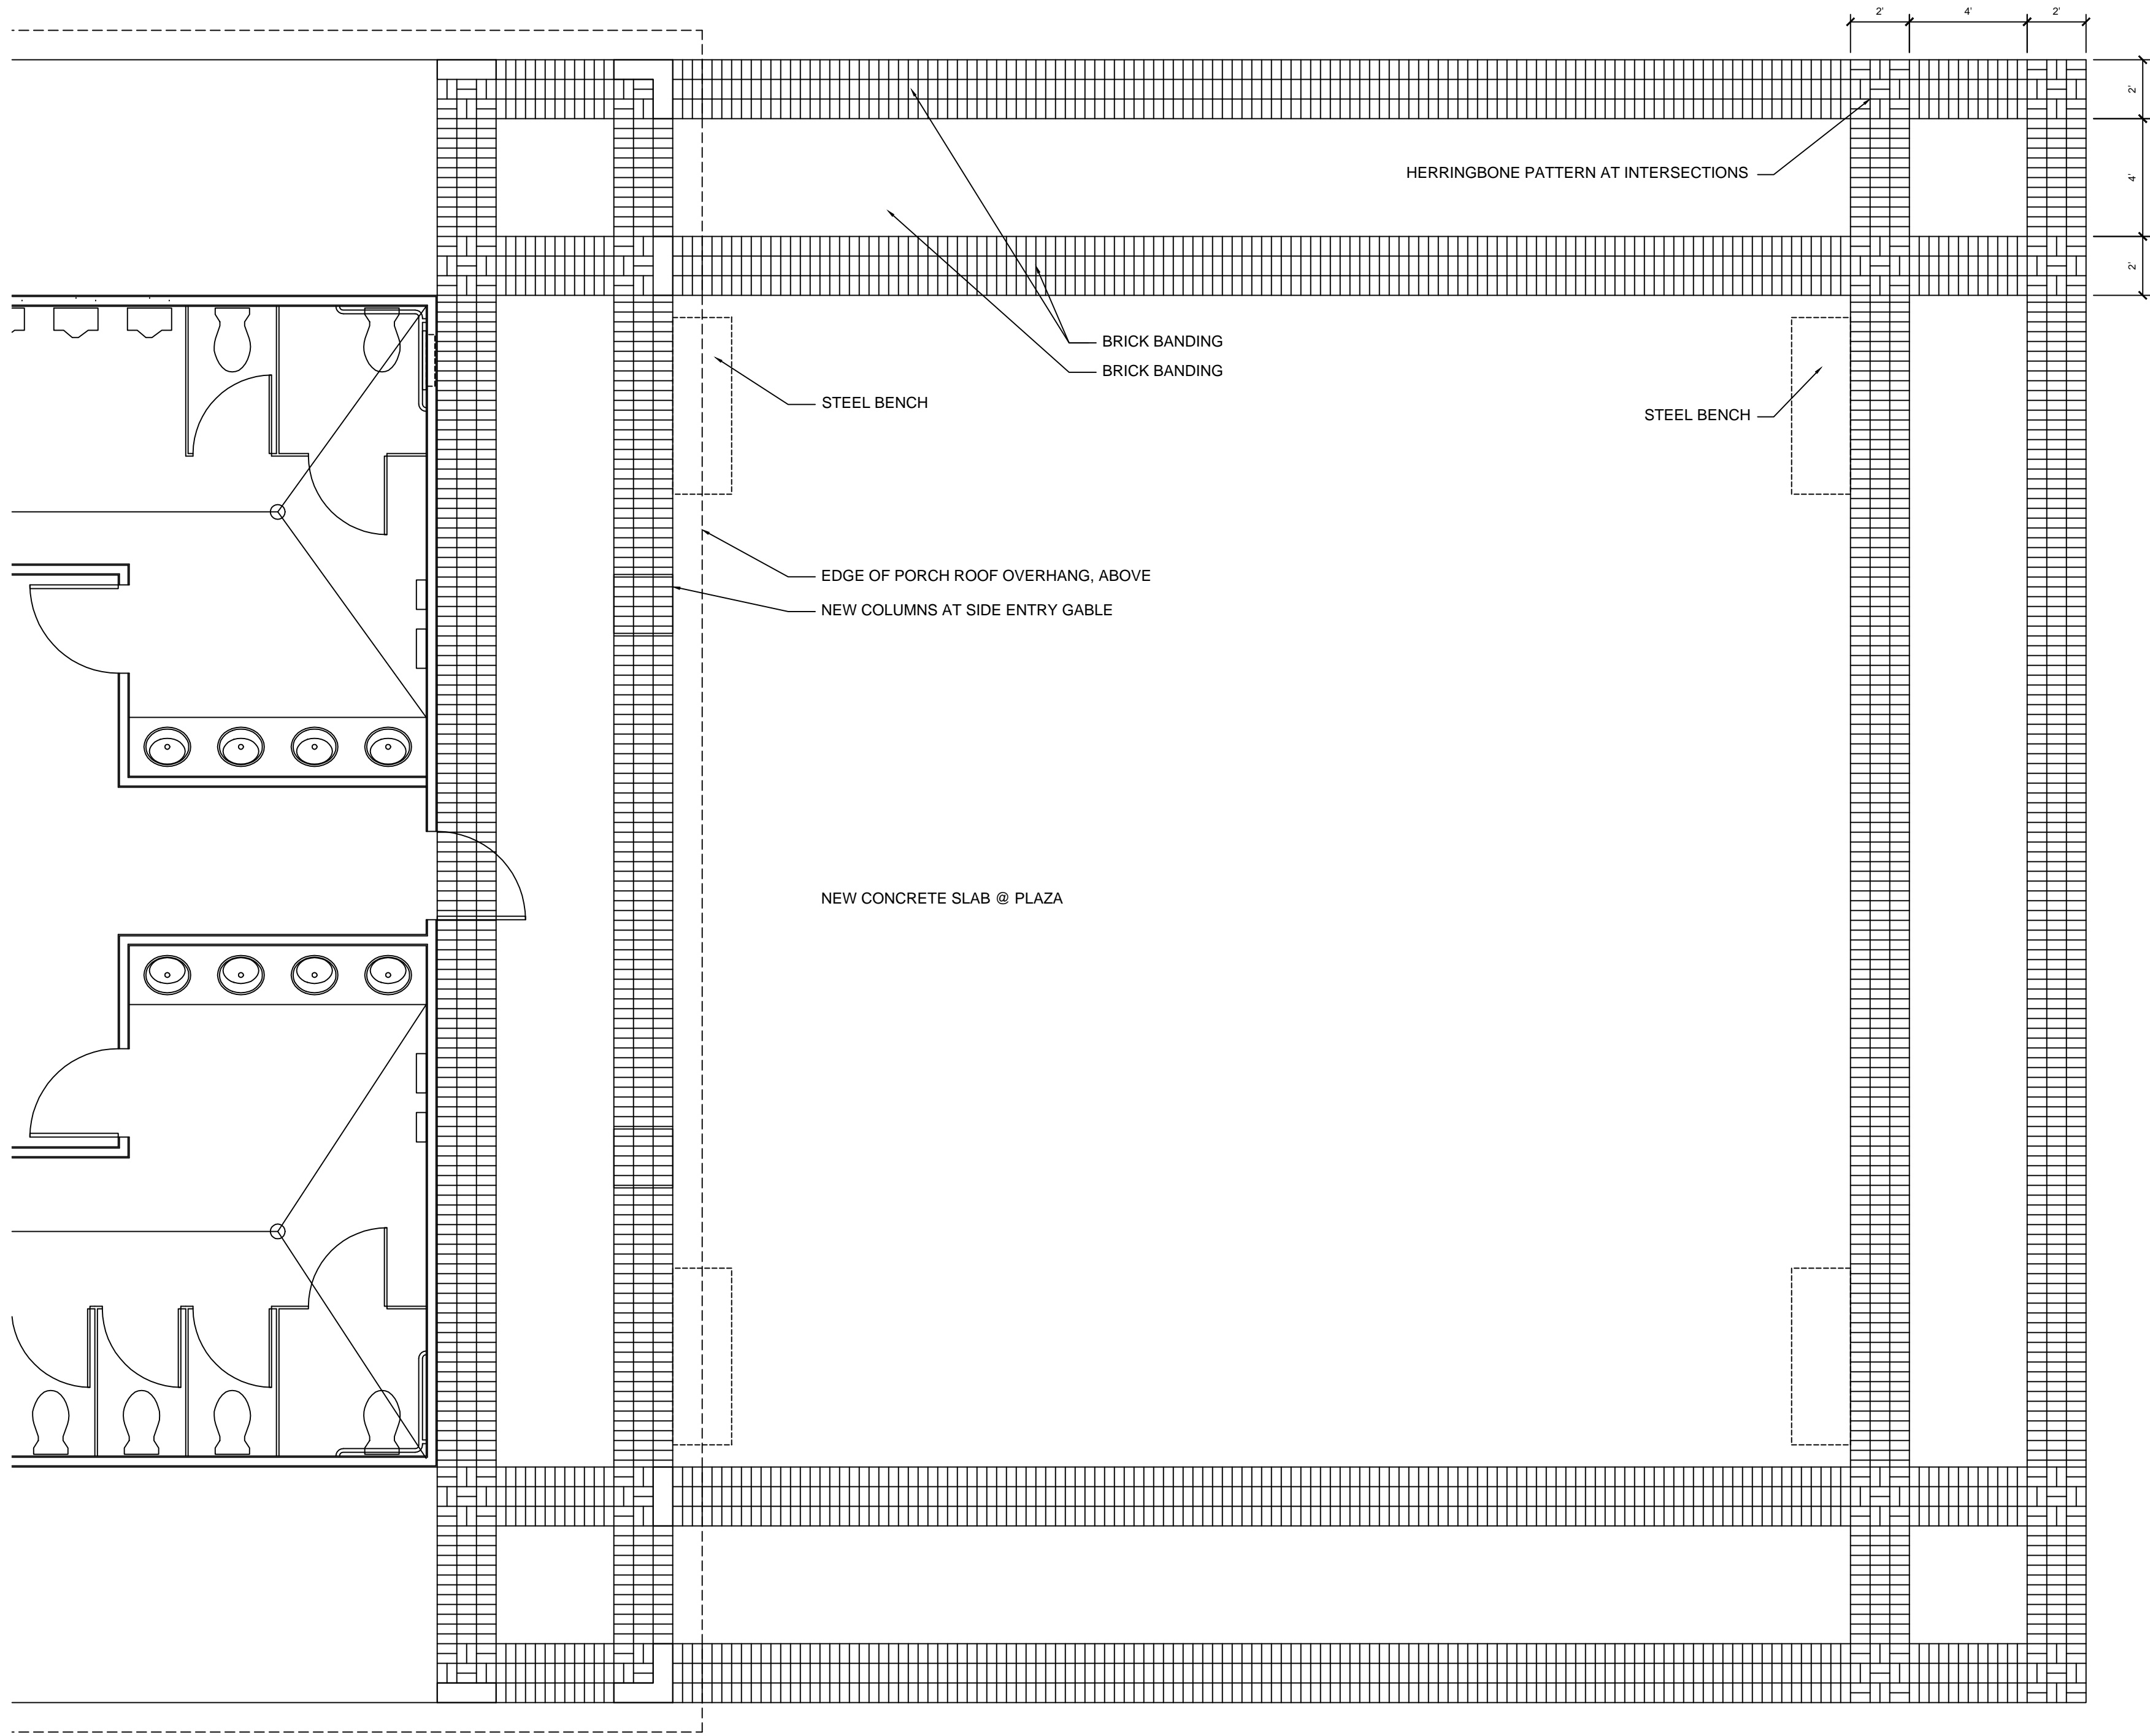 2'
4'
2'
2'
4'
2'
HERRINGBONE PATTERN AT INTERSECTIONS
BRICK BANDING
BRICK BANDING
STEEL BENCH
STEEL BENCH
EDGE OF PORCH ROOF OVERHANG, ABOVE
NEW COLUMNS AT SIDE ENTRY GABLE
NEW CONCRETE SLAB @ PLAZA